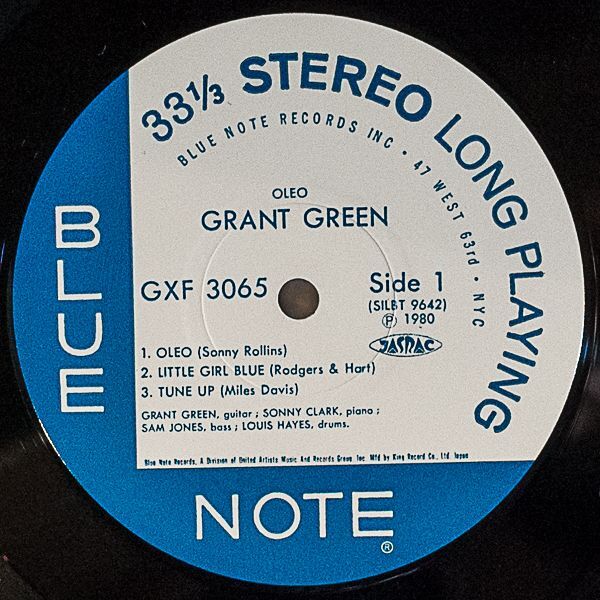 33⅓ STEREO LONG PLAYING
BLUE NOTE RECORDS INC • 47 WEST 63rd • NYC
OLEO
GRANT GREEN
GXF 3065
Side 1
(SILBT 9642)
Ⓟ 1980
JASRAC
1. OLEO (Sonny Rollins)
2. LITTLE GIRL BLUE (Rodgers & Hart)
3. TUNE UP (Miles Davis)
GRANT GREEN, guitar ; SONNY CLARK, piano ;
SAM JONES, bass ; LOUIS HAYES, drums.
Blue Note Records, A Division of United Artists Music And Records Group, Inc. Mfd by King Record Co., Ltd. Japan
BLUE
NOTE®